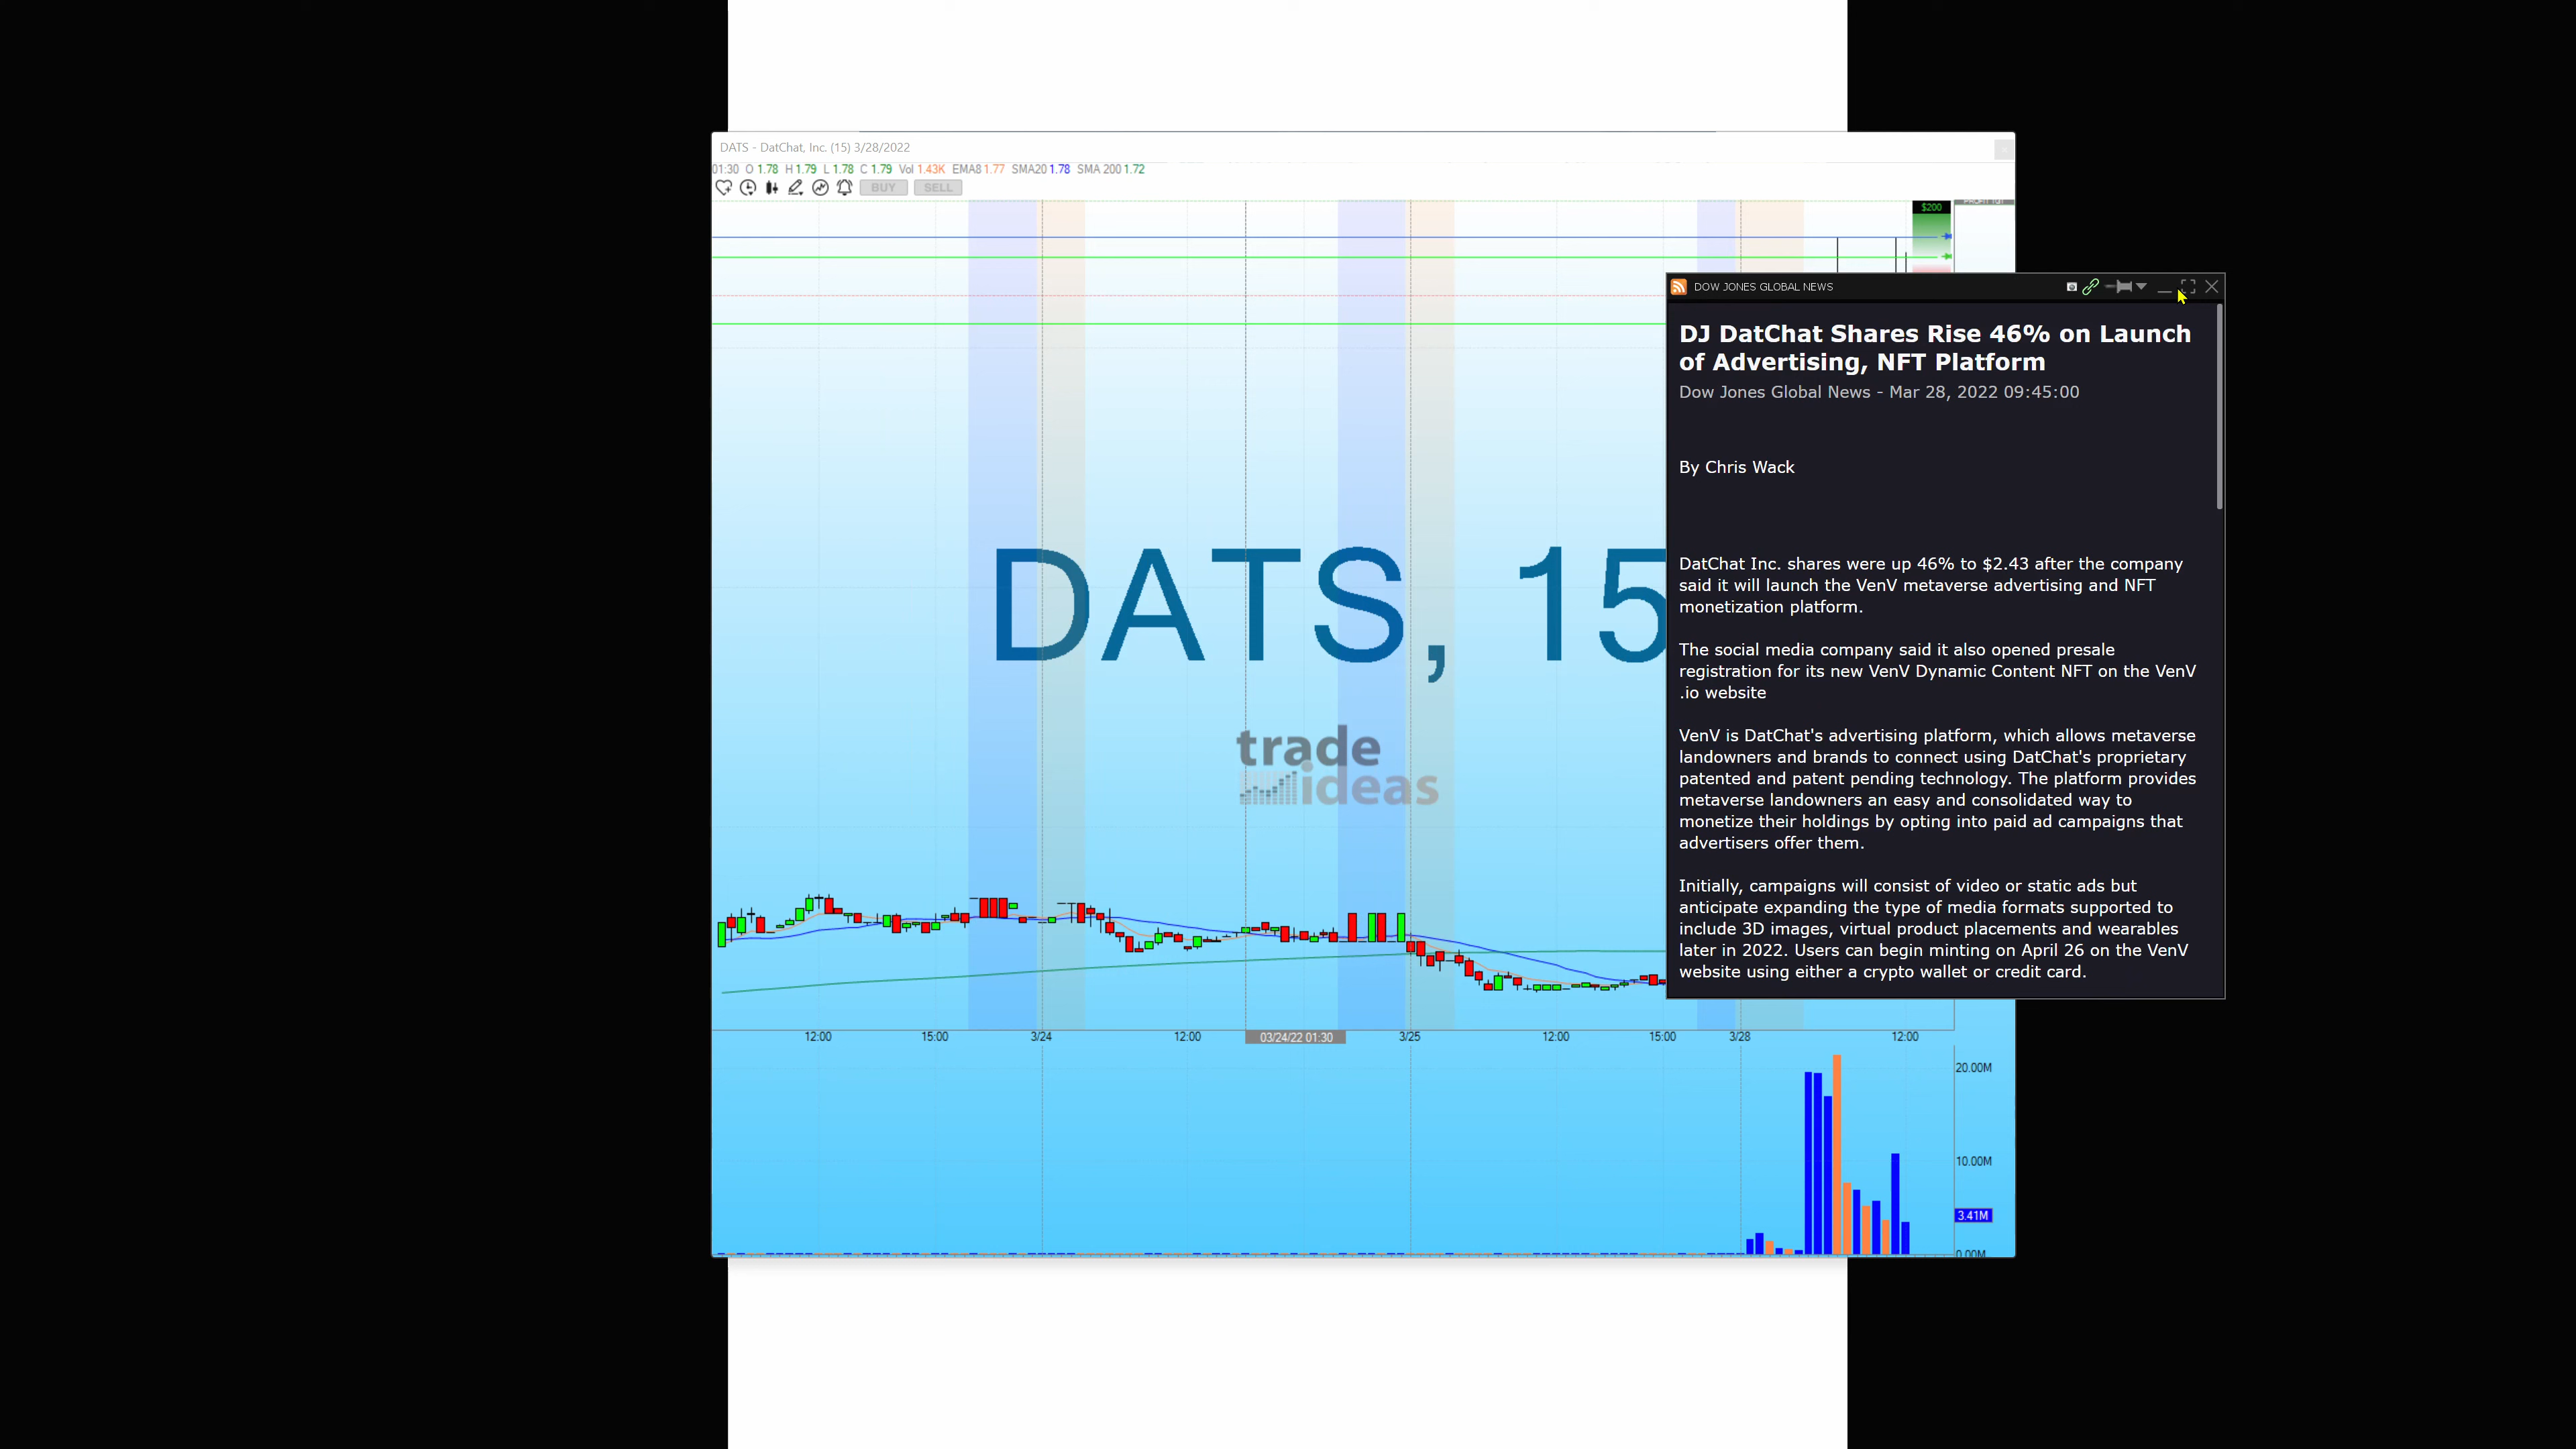 DATS - DatChat, Inc. (15) 3/28/2022
01:30 O 1.78 H 1.79 L 1.78 C 1.79 Vol 1.43K EMA8 1.77 SMA20 1.78 SMA 200 1.72
BUY SELL
$200
DATS, 15
trade
ideas
12:00 15:00 3/24 12:00 03/24/22 01:30 3/25 12:00 15:00 3/28 12:00
20.00M
10.00M
3.41M
0.00M
DOW JONES GLOBAL NEWS
DJ DatChat Shares Rise 46% on Launch
of Advertising, NFT Platform
Dow Jones Global News - Mar 28, 2022 09:45:00
By Chris Wack
DatChat Inc. shares were up 46% to $2.43 after the company
said it will launch the VenV metaverse advertising and NFT
monetization platform.
The social media company said it also opened presale
registration for its new VenV Dynamic Content NFT on the VenV
.io website
VenV is DatChat's advertising platform, which allows metaverse
landowners and brands to connect using DatChat's proprietary
patented and patent pending technology. The platform provides
metaverse landowners an easy and consolidated way to
monetize their holdings by opting into paid ad campaigns that
advertisers offer them.
Initially, campaigns will consist of video or static ads but
anticipate expanding the type of media formats supported to
include 3D images, virtual product placements and wearables
later in 2022. Users can begin minting on April 26 on the VenV
website using either a crypto wallet or credit card.